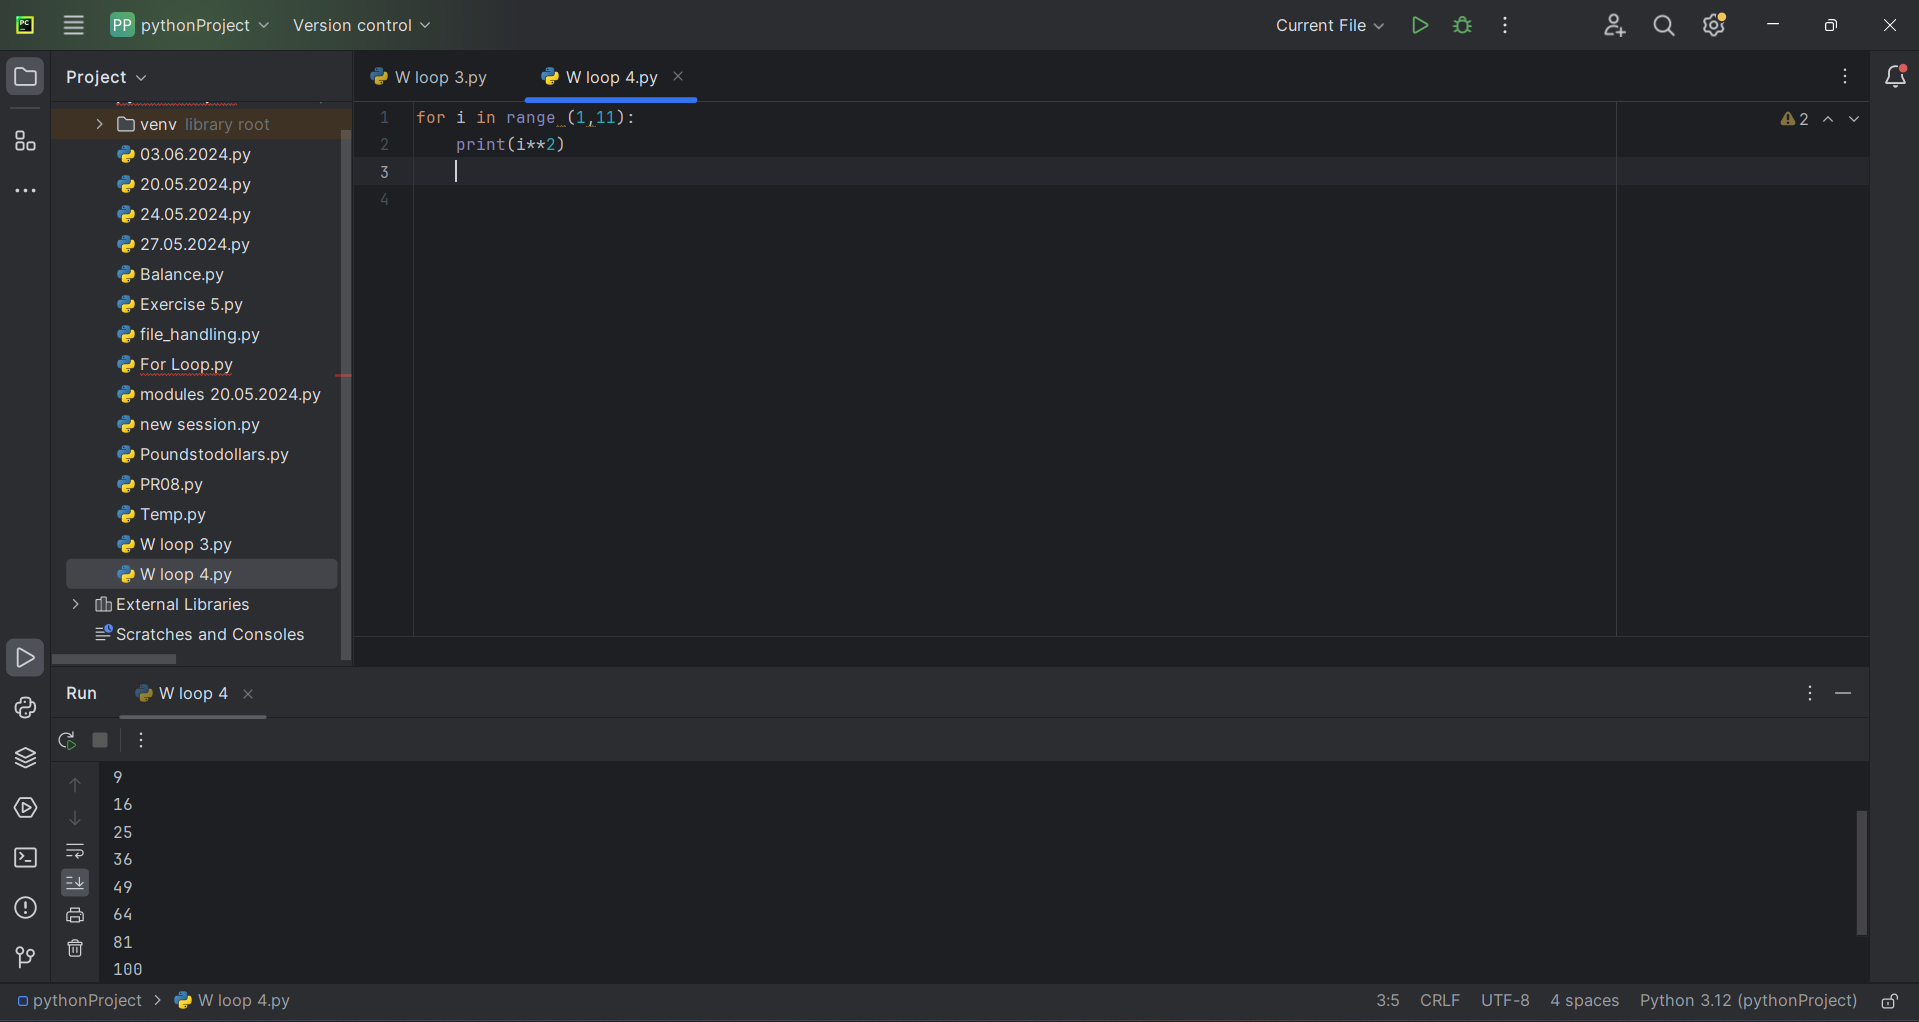 PC
PP pythonProject Version control Current File
Project
W loop 3.py W loop 4.py
venv library root
03.06.2024.py
20.05.2024.py
24.05.2024.py
27.05.2024.py
Balance.py
Exercise 5.py
file_handling.py
For Loop.py
modules 20.05.2024.py
new session.py
Poundstodollars.py
PR08.py
Temp.py
W loop 3.py
W loop 4.py
External Libraries
Scratches and Consoles
1 for i in range (1,11):
2 print(i**2)
3
4
2
Run W loop 4
9
16
25
36
49
64
81
100
pythonProject > W loop 4.py 3:5 CRLF UTF-8 4 spaces Python 3.12 (pythonProject)